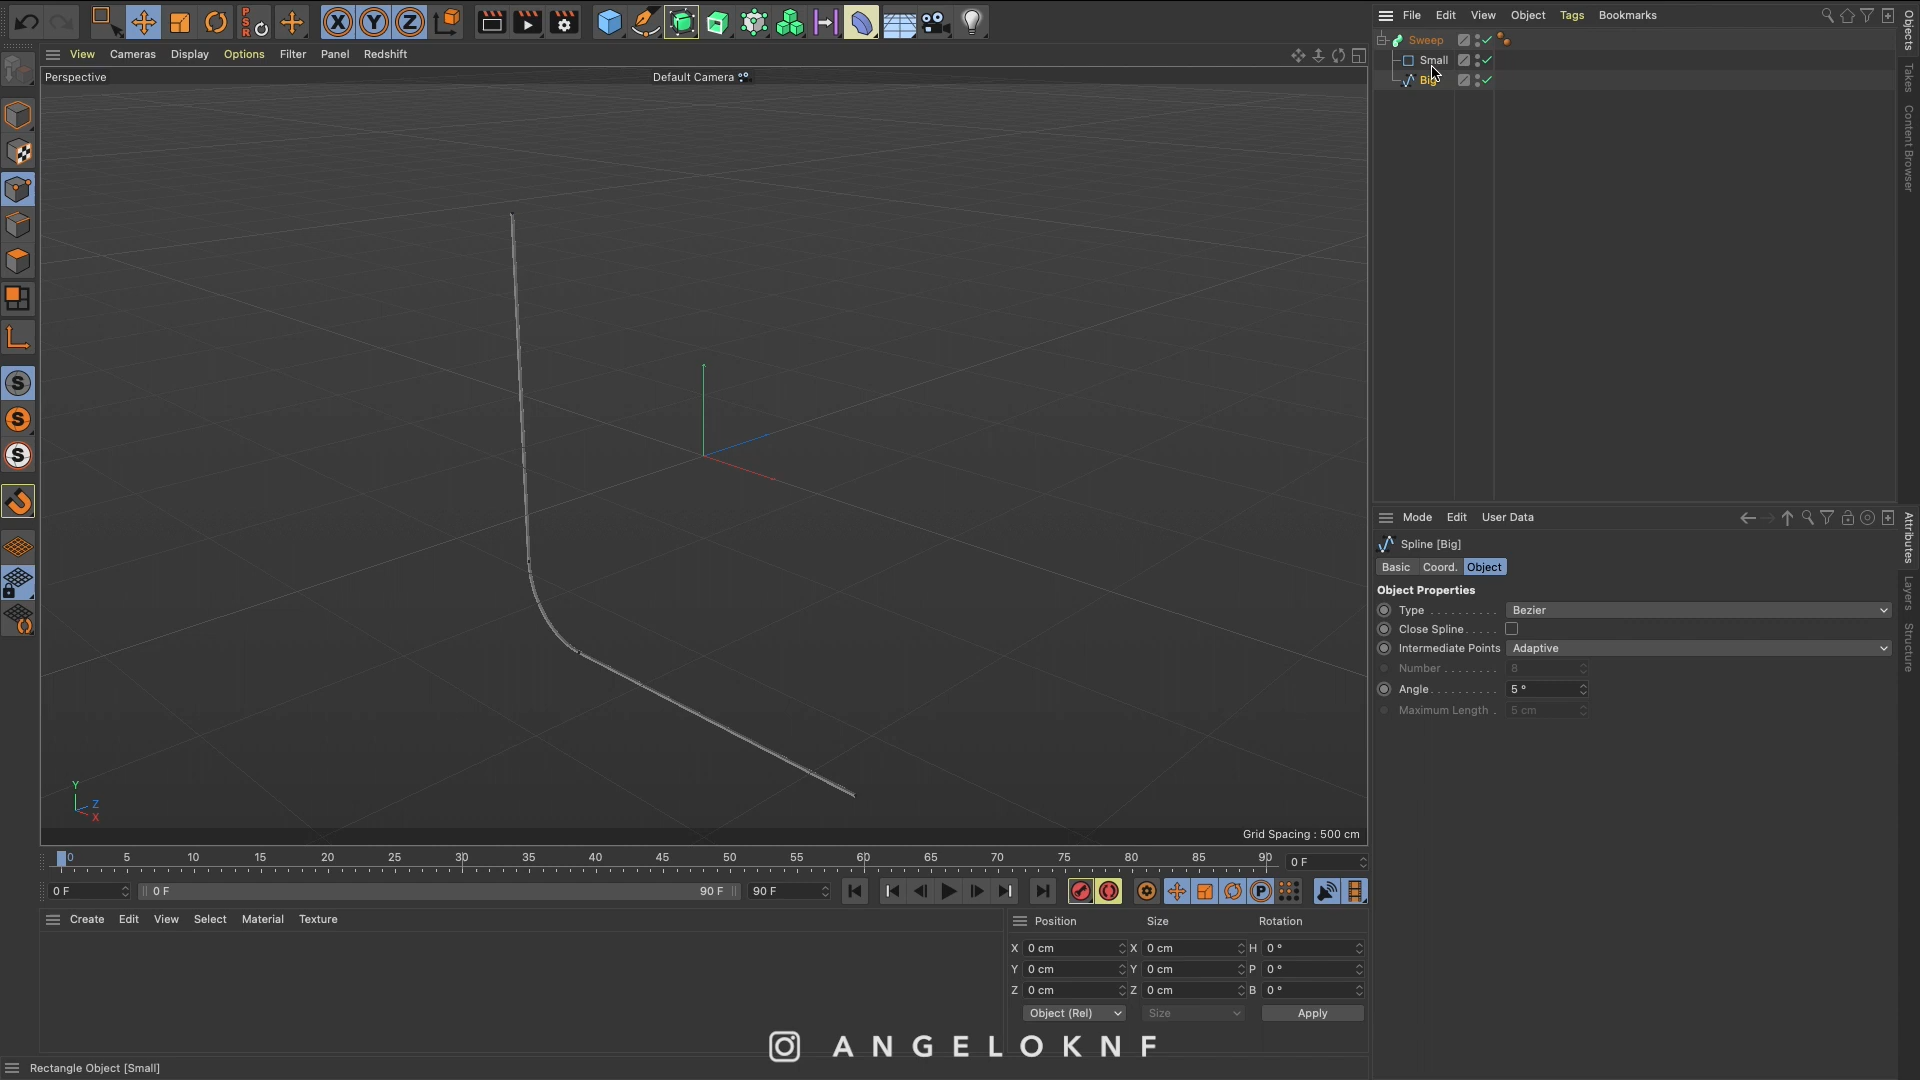 File Edit View Object Tags Bookmarks
PSR
X Y Z
View Cameras Display Options Filter Panel Redshift
Perspective
Default Camera
Sweep
Small
Big
Objects
Takes
Content Browser
S
S
S
Y
Z
X
Grid Spacing : 500 cm
Mode Edit User Data
Spline [Big]
Basic Coord. Object
Object Properties
Type . . . . . . . . . . Bezier
Close Spline. . . . .
Intermediate Points Adaptive
Number . . . . . . . . 8
Angle. . . . . . . . . . 5 °
Maximum Length . 5 cm
Attributes
Layers
Structure
0 5 10 15 20 25 30 35 40 45 50 55 60 65 70 75 80 85 90 0 F
0 F 0 F 90 F 90 F P
Create Edit View Select Material Texture
Position Size Rotation
X 0 cm X 0 cm H 0 °
Y 0 cm Y 0 cm P 0 °
Z 0 cm Z 0 cm B 0 °
Object (Rel) Size Apply
ANGELOKNF
Rectangle Object [Small]